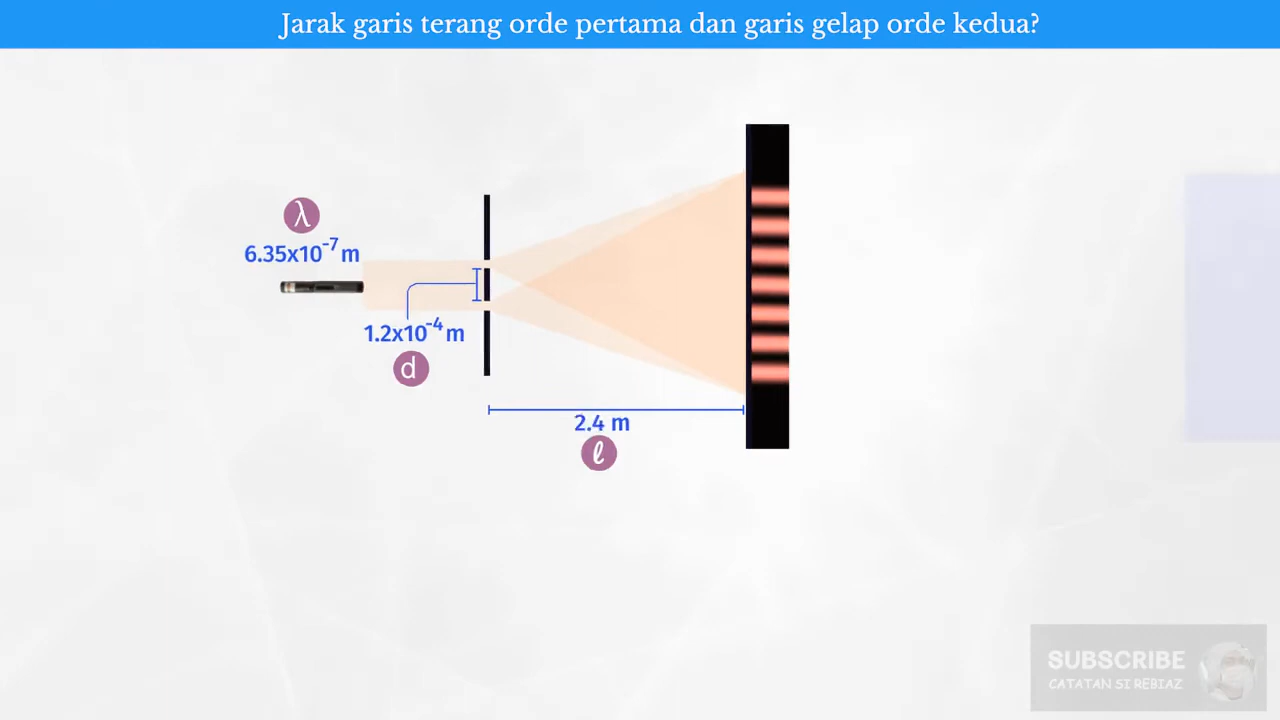 Jarak garis terang orde pertama dan garis gelap orde kedua?
λ
6.35x10⁻⁷ m
1.2x10⁻⁴ m
d
2.4 m
ℓ
SUBSCRIBE
CATATAN SI REBIAZ